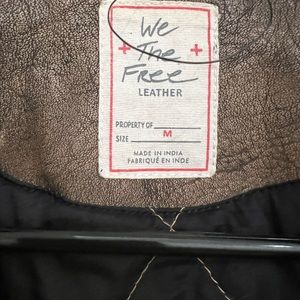 We
The
Free
LEATHER
PROPERTY OF
SIZE M
MADE IN INDIA
FABRIQUÉ EN INDE